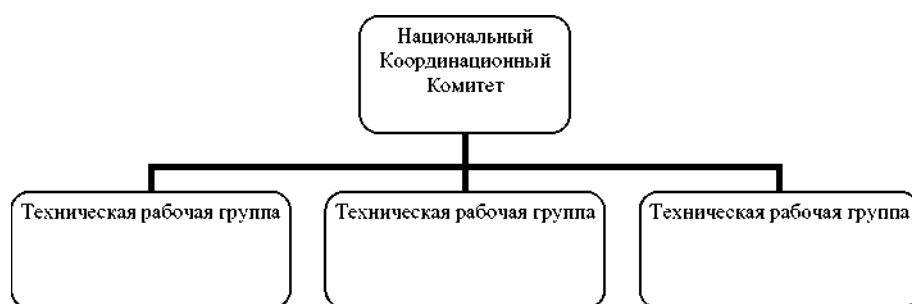 Национальный
Координационный
Комитет
Техническая рабочая группа
Техническая рабочая группа
Техническая рабочая группа